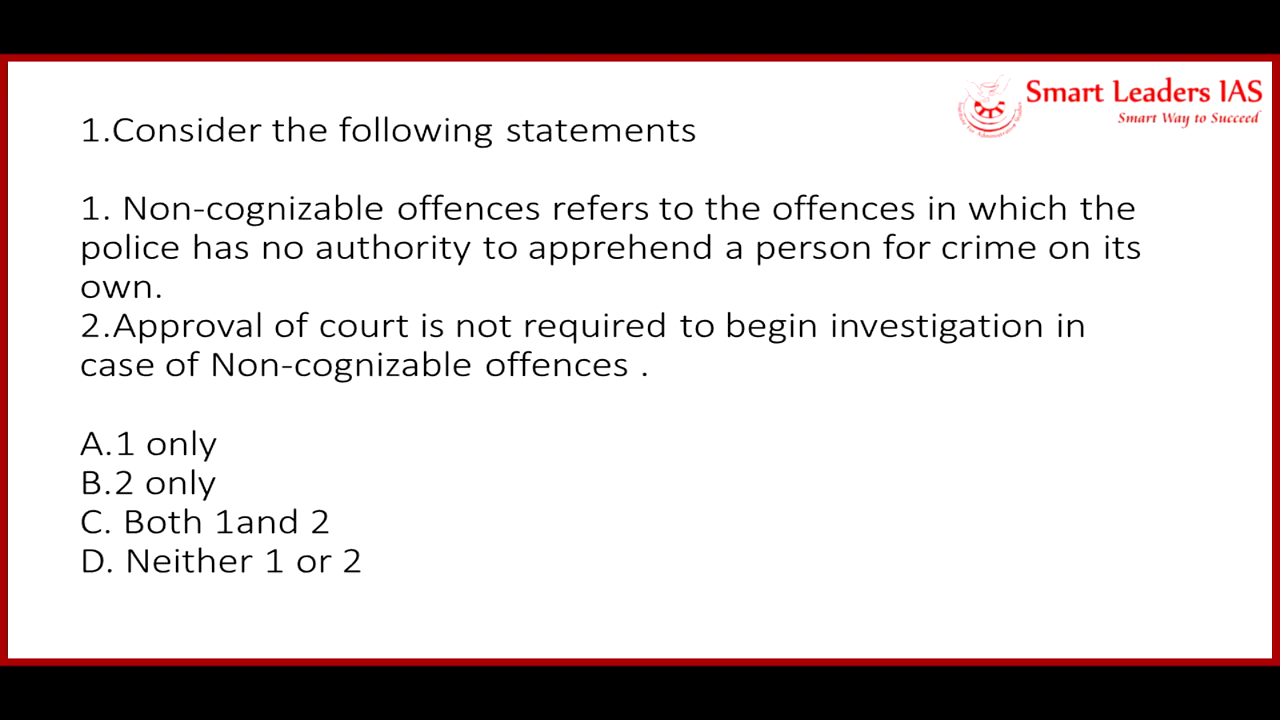 Smart Leaders IAS
Smart Way to Succeed
1.Consider the following statements
1. Non-cognizable offences refers to the offences in which the
police has no authority to apprehend a person for crime on its
own.
2.Approval of court is not required to begin investigation in
case of Non-cognizable offences .
A.1 only
B.2 only
C. Both 1and 2
D. Neither 1 or 2